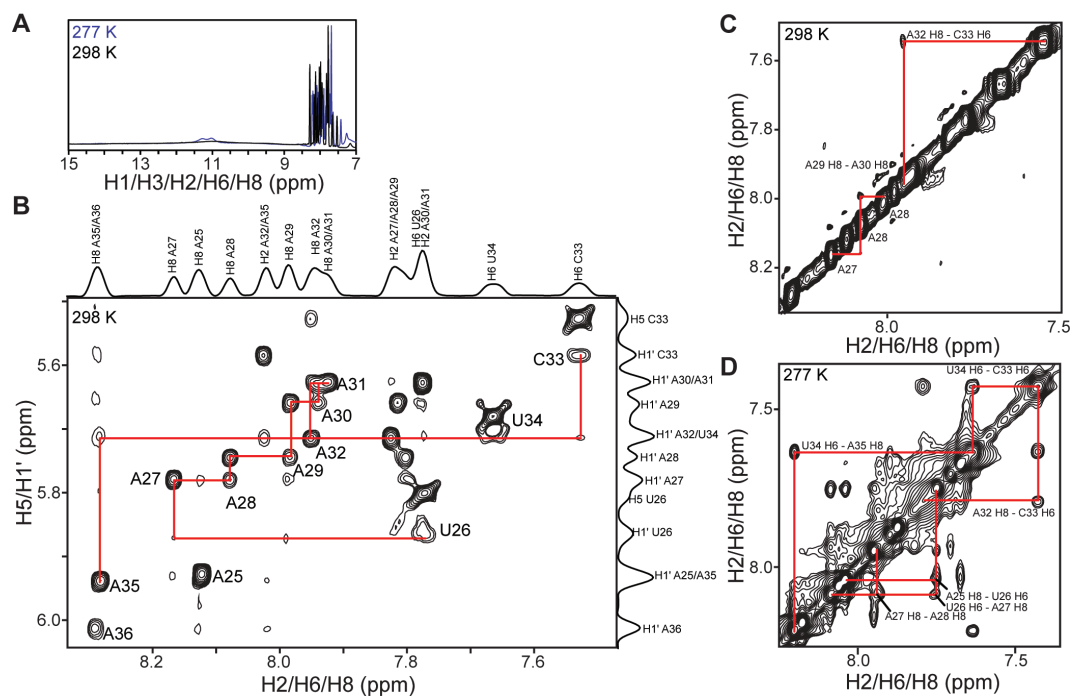 A
277 K
298 K
15
13
11
9
8
7
H1/H3/H2/H6/H8 (ppm)
B
H8 A35/A36
H8 A27
H8 A25
H8 A28
H2 A32/A35
H8 A29
H8 A32
H8 A30/A31
H2 A27/A28/A29
H6 U26
H2 A30/A31
H6 U34
H6 C33
298 K
C33
A31
A30
U34
A32
A29
A27
A28
U26
A35
A25
A36
5.6
5.8
6.0
H5/H1' (ppm)
8.2
8.0
7.8
7.6
H2/H6/H8 (ppm)
H5 C33
H1' C33
H1' A30/A31
H1' A29
H1' A32/U34
H1' A28
H1' A27
H5 U26
H1' U26
H1' A25/A35
H1' A36
C
298 K
A32 H8 - C33 H6
A29 H8 - A30 H8
A28
A28
A27
7.6
7.8
8.0
8.2
H2/H6/H8 (ppm)
8.0
7.5
H2/H6/H8 (ppm)
D
277 K
U34 H6 - C33 H6
U34 H6 - A35 H8
A32 H8 - C33 H6
A25 H8 - U26 H6
U26 H6 - A27 H8
A27 H8 - A28 H8
7.5
8.0
H2/H6/H8 (ppm)
8.0
7.5
H2/H6/H8 (ppm)